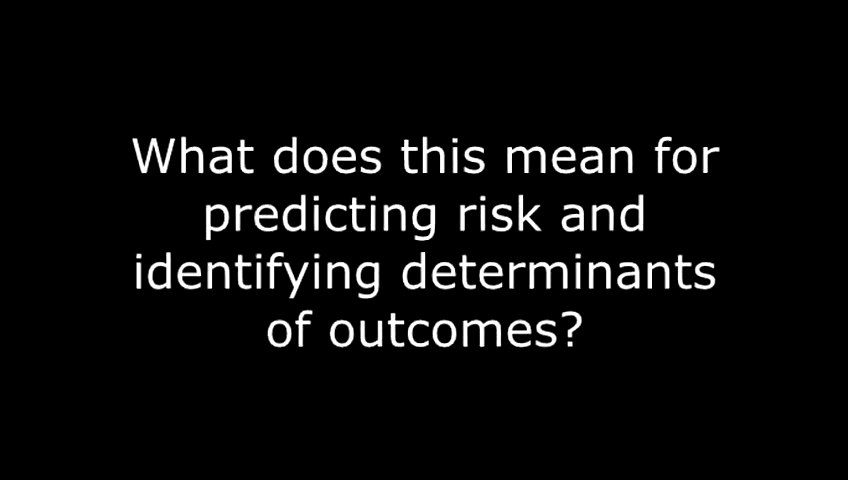 What does this mean for
predicting risk and
identifying determinants
of outcomes?